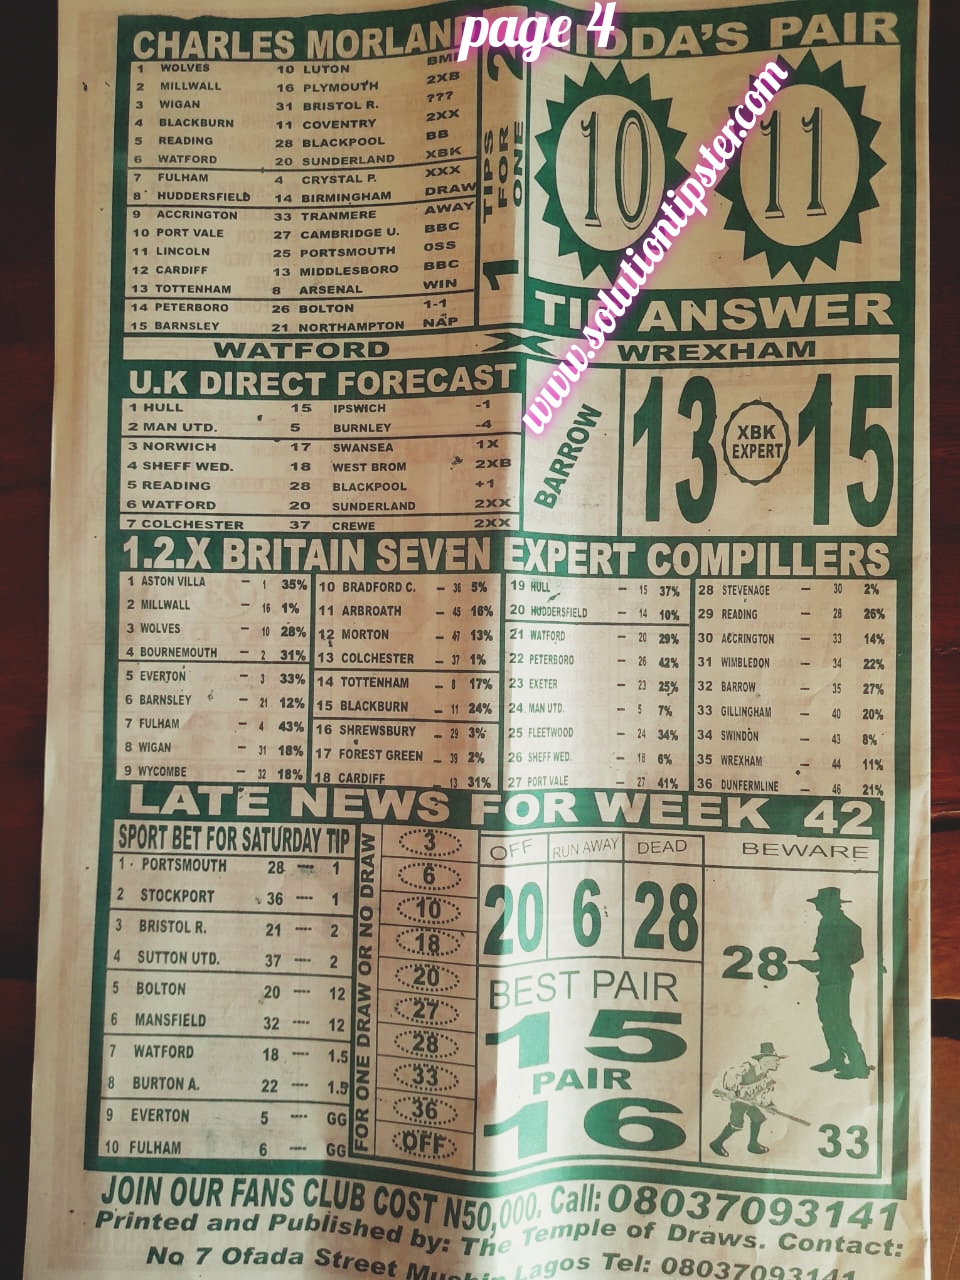 page 4
CHARLES MORLAN
1 WOLVES 10 LUTON BM
2 MILLWALL 16 PLYMOUTH 2XB
3 WIGAN 31 BRISTOL R. ???
4 BLACKBURN 11 COVENTRY 2XX
5 READING 28 BLACKPOOL BB
6 WATFORD 20 SUNDERLAND XBK
7 FULHAM 4 CRYSTAL P. XXX
8 HUDDERSFIELD 14 BIRMINGHAM DRAW
9 ACCRINGTON 33 TRANMERE AWAY
10 PORT VALE 27 CAMBRIDGE U. BBC
11 LINCOLN 25 PORTSMOUTH OSS
12 CARDIFF 13 MIDDLESBORO BBC
13 TOTTENHAM 8 ARSENAL WIN
14 PETERBORO 26 BOLTON 1-1
15 BARNSLEY 21 NORTHAMPTON NAP
1 TIPS FOR ONE 2
DDA'S PAIR
10 11
www.solutiontipster.com
ANSWER
WATFORD X WREXHAM
U.K DIRECT FORECAST
1 HULL 15 IPSWICH -1
2 MAN UTD. 5 BURNLEY -4
3 NORWICH 17 SWANSEA 1X
4 SHEFF WED. 18 WEST BROM 2XB
5 READING 28 BLACKPOOL +1
6 WATFORD 20 SUNDERLAND 2XX
7 COLCHESTER 37 CREWE 2XX
BARROW
13 XBK EXPERT 15
1.2.X BRITAIN SEVEN EXPERT COMPILLERS
1 ASTON VILLA – 1 35%
2 MILLWALL – 16 1%
3 WOLVES – 10 28%
4 BOURNEMOUTH – 2 31%
5 EVERTON – 3 33%
6 BARNSLEY – 21 12%
7 FULHAM – 4 43%
8 WIGAN – 31 18%
9 WYCOMBE – 32 18%
10 BRADFORD C. – 36 5%
11 ARBROATH – 45 16%
12 MORTON – 47 13%
13 COLCHESTER – 37 1%
14 TOTTENHAM – 8 17%
15 BLACKBURN – 11 24%
16 SHREWSBURY – 29 3%
17 FOREST GREEN – 39 2%
18 CARDIFF 13 31%
19 HULL – 15 37%
20 HUDDERSFIELD – 14 10%
21 WATFORD – 20 29%
22 PETERBORO – 26 42%
23 EXETER – 23 25%
24. MAN UTD. – 5 7%
25 FLEETWOOD – 24 34%
26 SHEFF WED. – 18 6%
27 PORT VALE – 27 41%
28 STEVENAGE – 30 2%
29 READING – 28 26%
30 ACCRINGTON – 33 14%
31 WIMBLEDON – 34 22%
32 BARROW – 35 27%
33 GILLINGHAM – 40 20%
34 SWINDON – 43 8%
35 WREXHAM – 44 11%
36 DUNFERMLINE – 46 21%
LATE NEWS FOR WEEK 42
SPORT BET FOR SATURDAY TIP
1 · PORTSMOUTH 28 ---- 1
2 STOCKPORT 36 ---- 1
3 BRISTOL R. 21 ---- 2
4 SUTTON UTD. 37 ---- 2
5 BOLTON 20 ---- 12
6 MANSFIELD 32 ---- 12
7 WATFORD 18 ---- 1.5
8 BURTON A. 22 ---- 1.5
9 EVERTON 5 ---- GG
10 FULHAM 6 ---- GG
FOR ONE DRAW OR NO DRAW
3
6
10
18
20
27
28
33
36
OFF
OFF RUN AWAY DEAD
20 6 28
BEST PAIR
15
PAIR
16
BEWARE
28
33
JOIN OUR FANS CLUB COST N50,000. Call: 08037093141
Printed and Published by: The Temple of Draws. Contact:
No 7 Ofada Street Mushin Lagos Tel: 08037093141